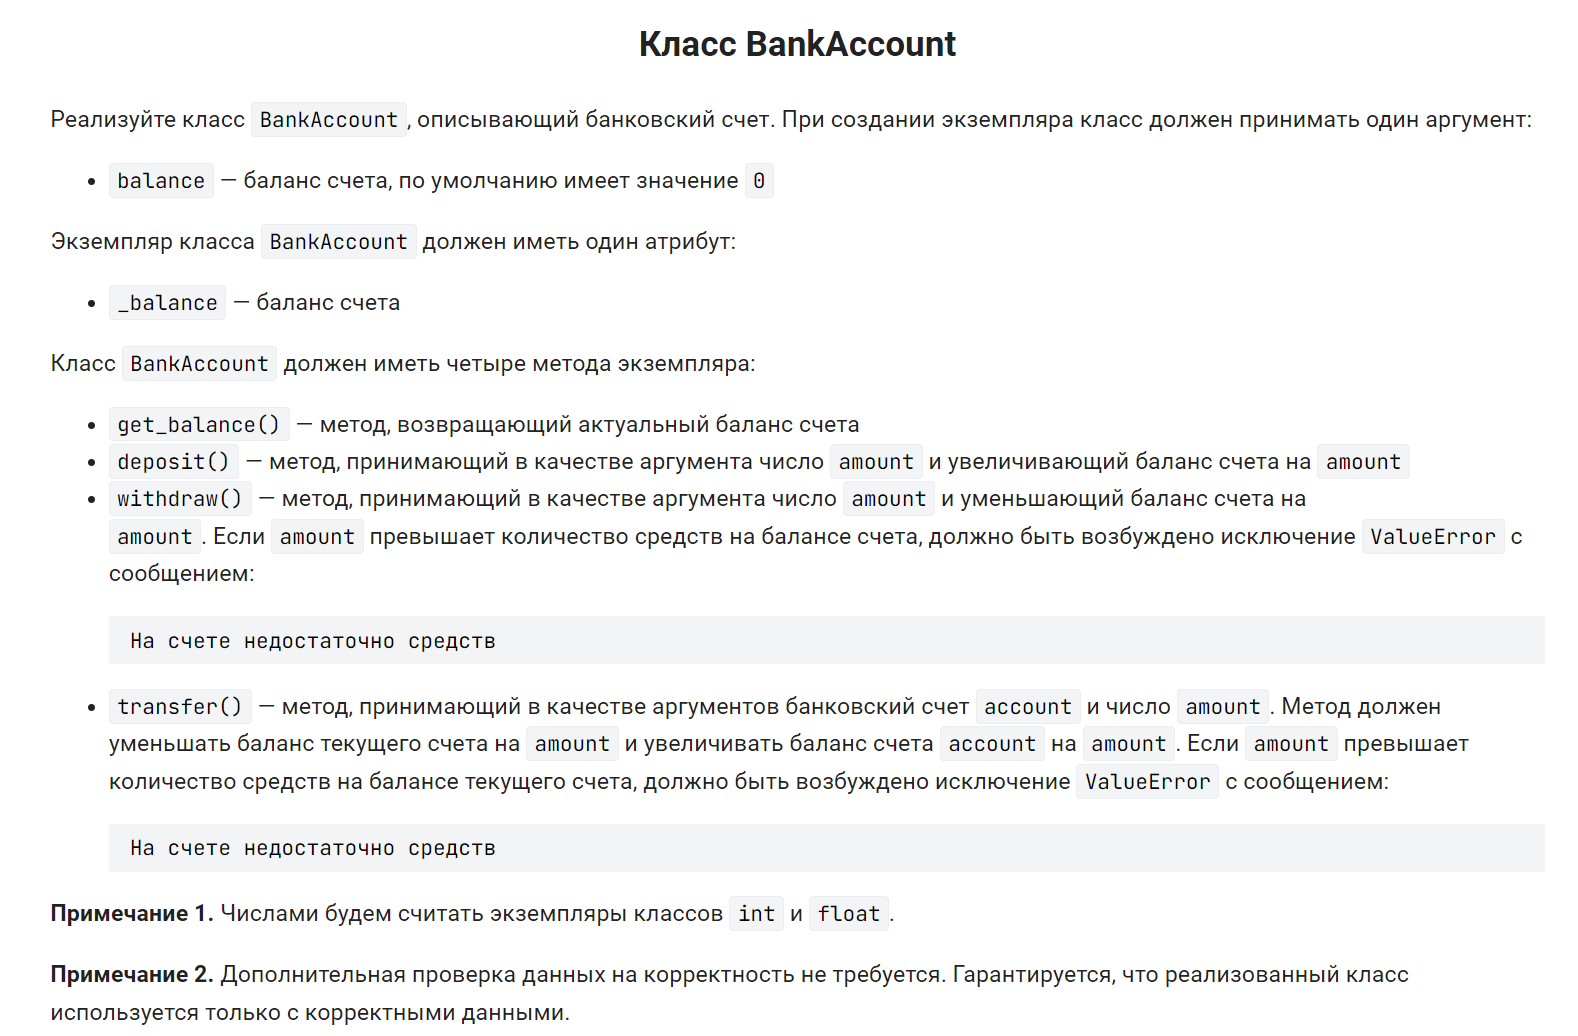 Класс BankAccount
Реализуйте класс BankAccount, описывающий банковский счет. При создании экземпляра класс должен принимать один аргумент:
• balance — баланс счета, по умолчанию имеет значение 0
Экземпляр класса BankAccount должен иметь один атрибут:
• _balance — баланс счета
Класс BankAccount должен иметь четыре метода экземпляра:
• get_balance() — метод, возвращающий актуальный баланс счета
• deposit() — метод, принимающий в качестве аргумента число amount и увеличивающий баланс счета на amount
• withdraw() — метод, принимающий в качестве аргумента число amount и уменьшающий баланс счета на
amount. Если amount превышает количество средств на балансе счета, должно быть возбуждено исключение ValueError с
сообщением:
На счете недостаточно средств
• transfer() — метод, принимающий в качестве аргументов банковский счет account и число amount. Метод должен
уменьшать баланс текущего счета на amount и увеличивать баланс счета account на amount. Если amount превышает
количество средств на балансе текущего счета, должно быть возбуждено исключение ValueError с сообщением:
На счете недостаточно средств
Примечание 1. Числами будем считать экземпляры классов int и float.
Примечание 2. Дополнительная проверка данных на корректность не требуется. Гарантируется, что реализованный класс
используется только с корректными данными.